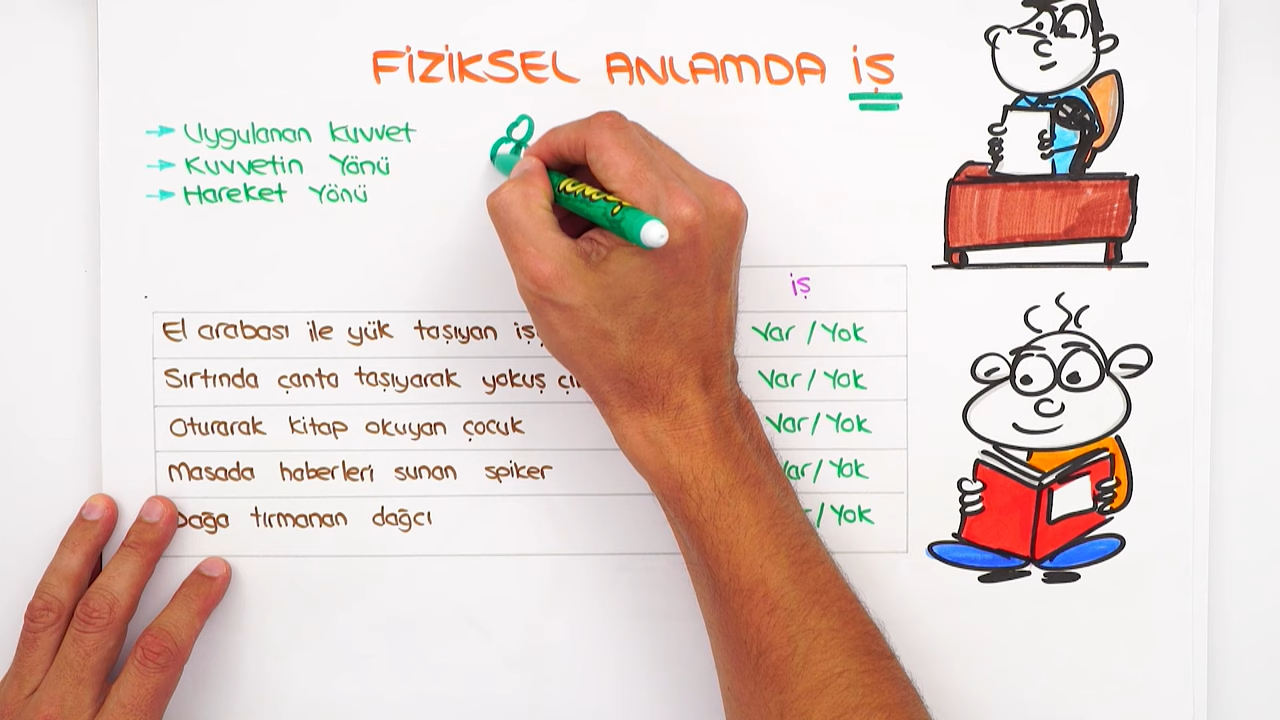 FİZİKSEL ANLAMDA İŞ
→ Uygulanan Kuvvet
→ Kuvvetin Yönü
→ Hareket Yönü
iş
El arabası ile yük taşıyan
Var / Yok
Sırtında çanta taşıyarak yokuş
Var / Yok
Oturarak kitap okuyan çocuk
Var / Yok
Masada haberleri sunan spiker
Var / Yok
Dağa tırmanan dağcı
/ Yok